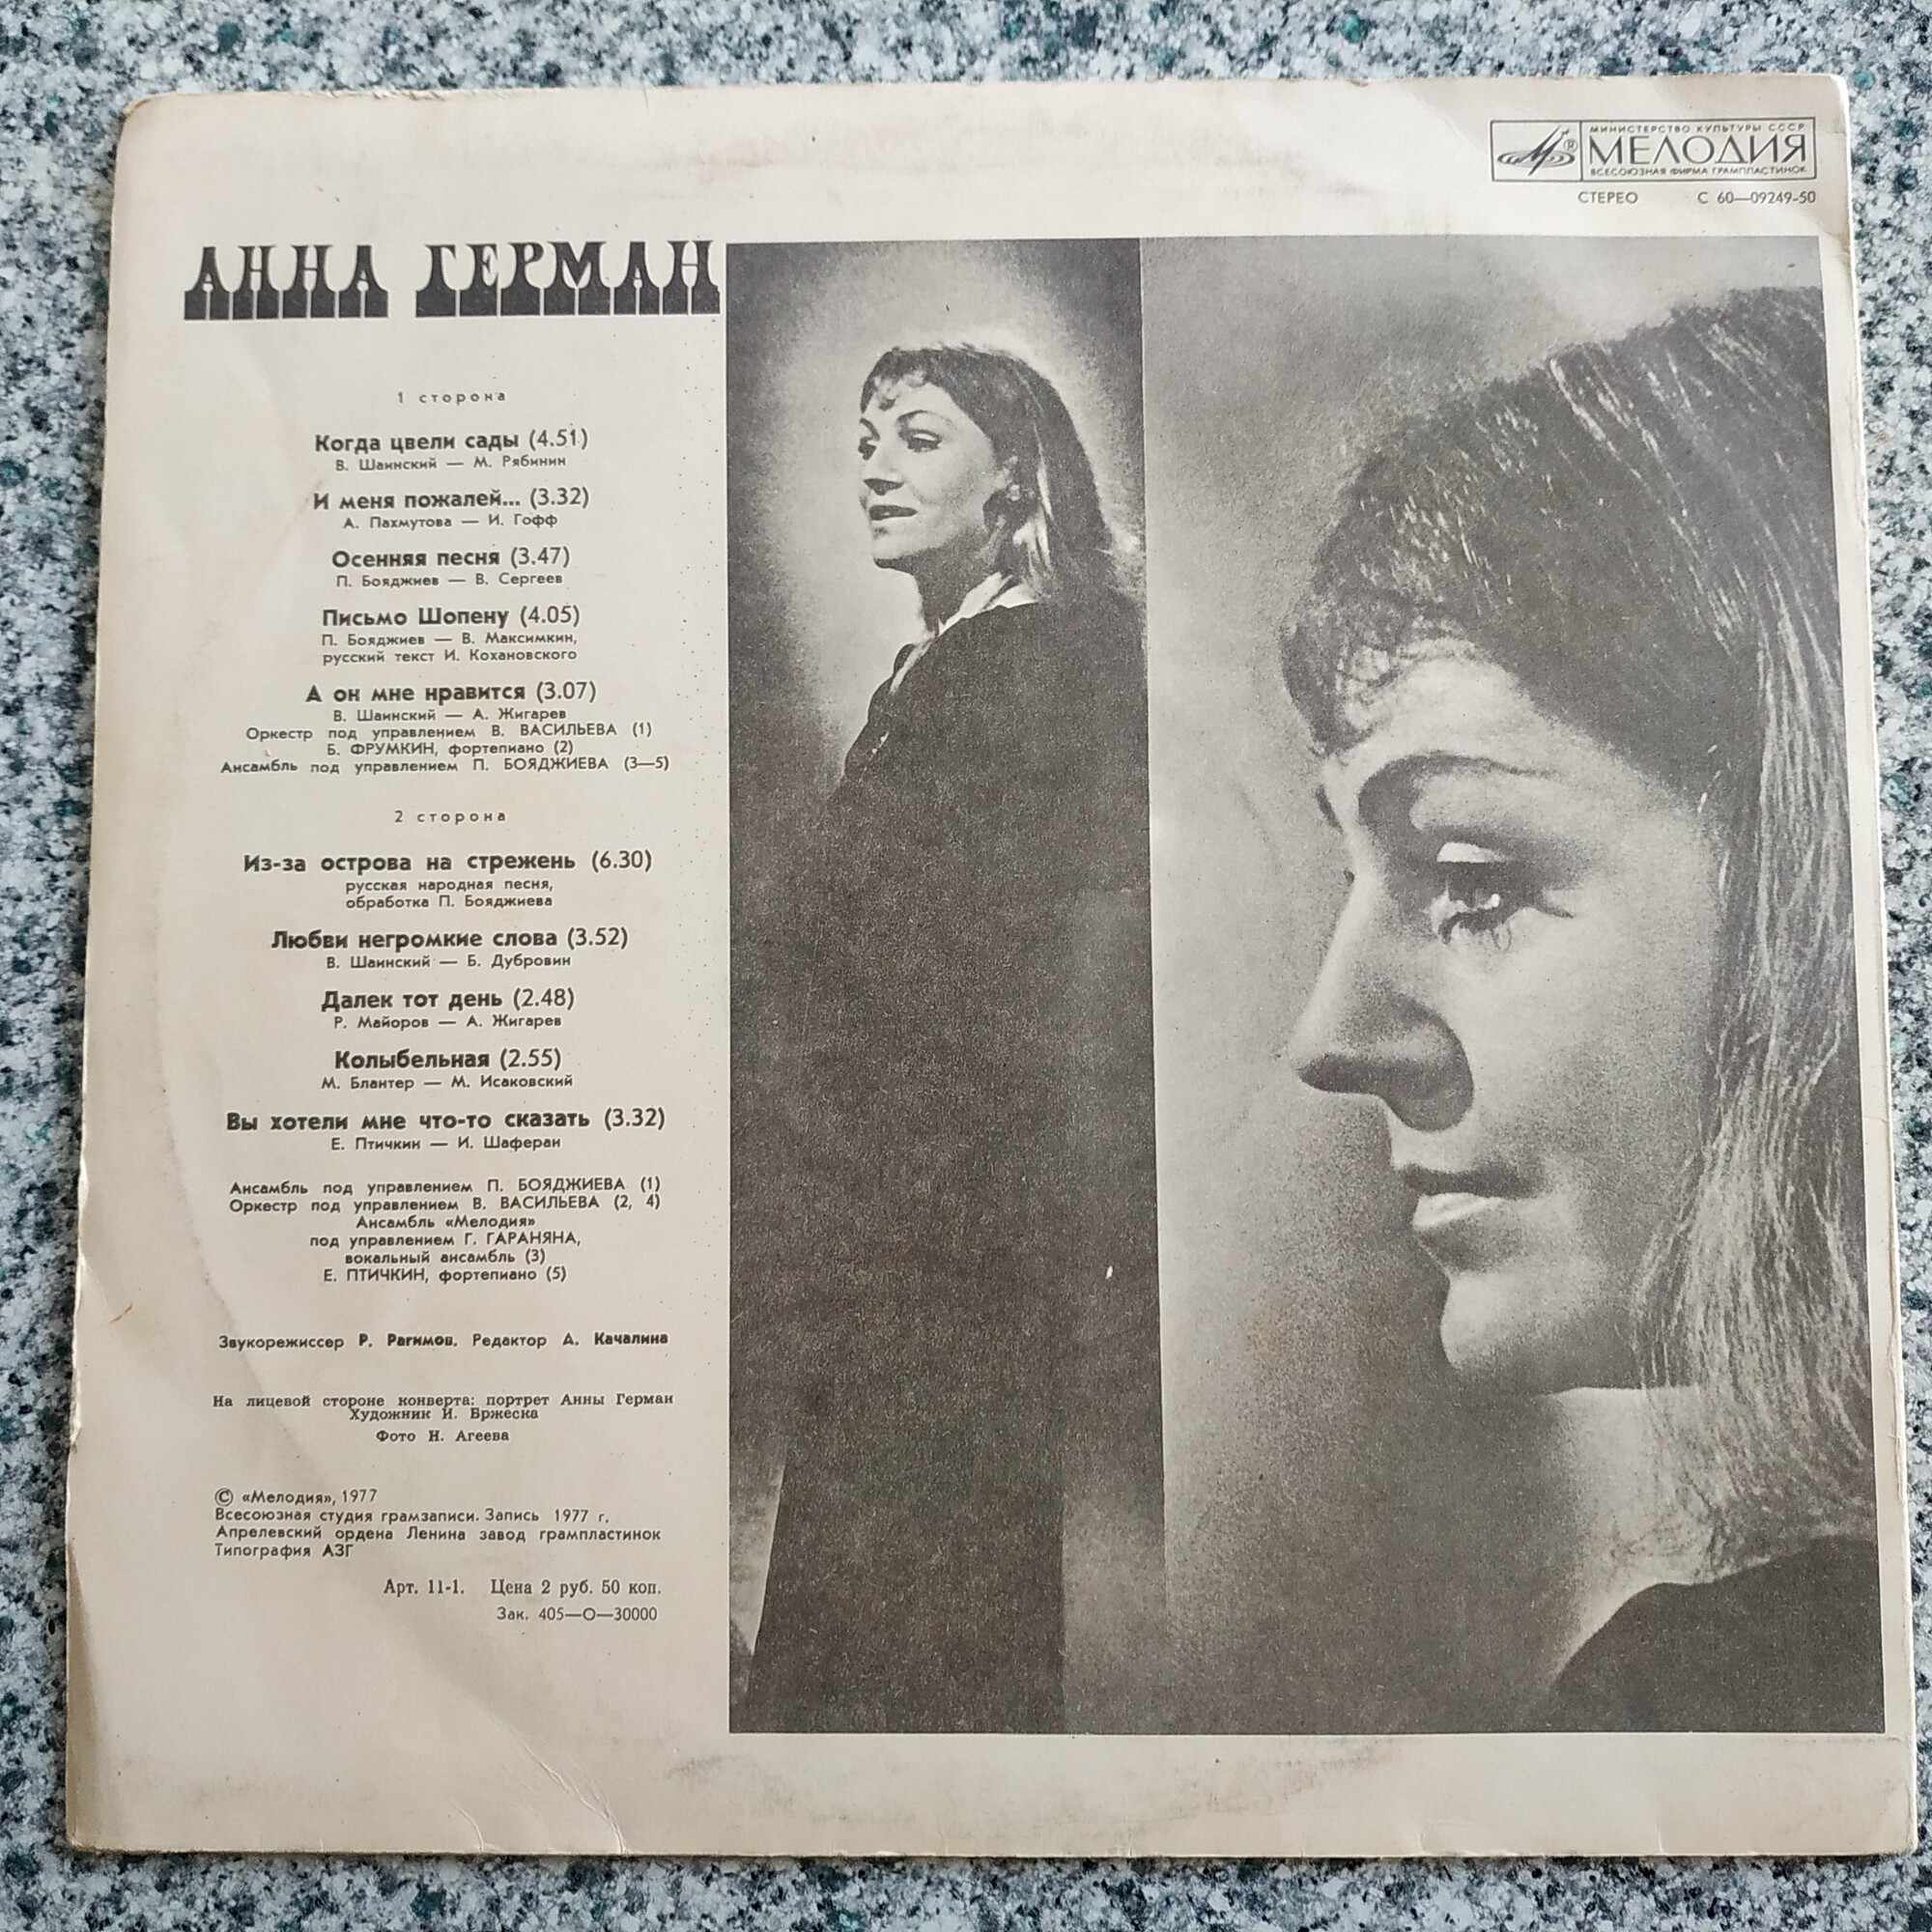 МИНИСТЕРСТВО КУЛЬТУРЫ СССР
МЕЛОДИЯ
ВСЕСОЮЗНАЯ ФИРМА ГРАМПЛАСТИНОК
СТЕРЕО С 60—09249-50
АННА ГЕРМАН
1 сторона
Когда цвели сады (4.51)
В. Шаинский — М. Рябинин
И меня пожалей... (3.32)
А. Пахмутова — И. Гофф
Осенняя песня (3.47)
П. Бояджиев — В. Сергеев
Письмо Шопену (4.05)
П. Бояджиев — В. Максимкин,
русский текст И. Кохановского
А он мне нравится (3.07)
В. Шаинский — А. Жигарев
Оркестр под управлением В. ВАСИЛЬЕВА (1)
Б. ФРУМКИН, фортепиано (2)
Ансамбль под управлением П. БОЯДЖИЕВА (3—5)
2 сторона
Из-за острова на стрежень (6.30)
русская народная песня,
обработка П. Бояджиева
Любви негромкие слова (3.52)
В. Шаинский — Б. Дубровин
Далек тот день (2.48)
Р. Майоров — А. Жигарев
Колыбельная (2.55)
М. Блантер — М. Исаковский
Вы хотели мне что-то сказать (3.32)
Е. Птичкин — И. Шаферан
Ансамбль под управлением П. БОЯДЖИЕВА (1)
Оркестр под управлением В. ВАСИЛЬЕВА (2, 4)
Ансамбль «Мелодия»
под управлением Г. ГАРАНЯНА,
вокальный ансамбль (3)
Е. ПТИЧКИН, фортепиано (5)
Звукорежиссер Р. Рагимов. Редактор А. Качалина
На лицевой стороне конверта: портрет Анны Герман
Художник И. Бржеска
Фото Н. Агеева
© «Мелодия», 1977
Всесоюзная студия грамзаписи. Запись 1977 г.
Апрелевский ордена Ленина завод грампластинок
Типография АЗГ
Арт. 11-1. Цена 2 руб. 50 коп.
Зак. 405—О—30000